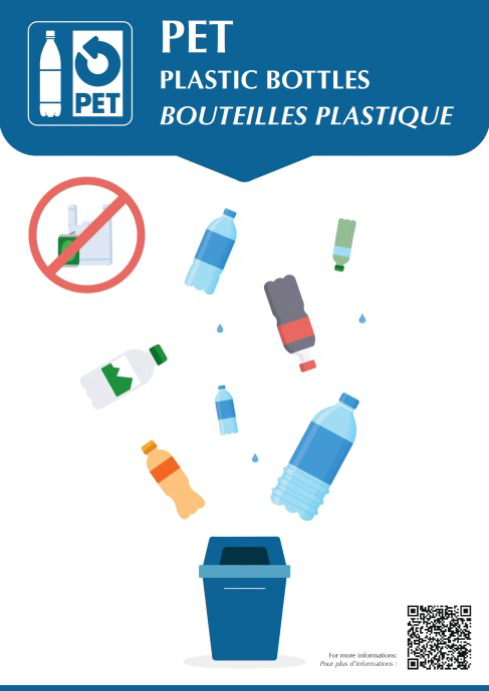 PET
PET
PLASTIC BOTTLES
BOUTEILLES PLASTIQUE
For more informations:
Pour plus d'informations :